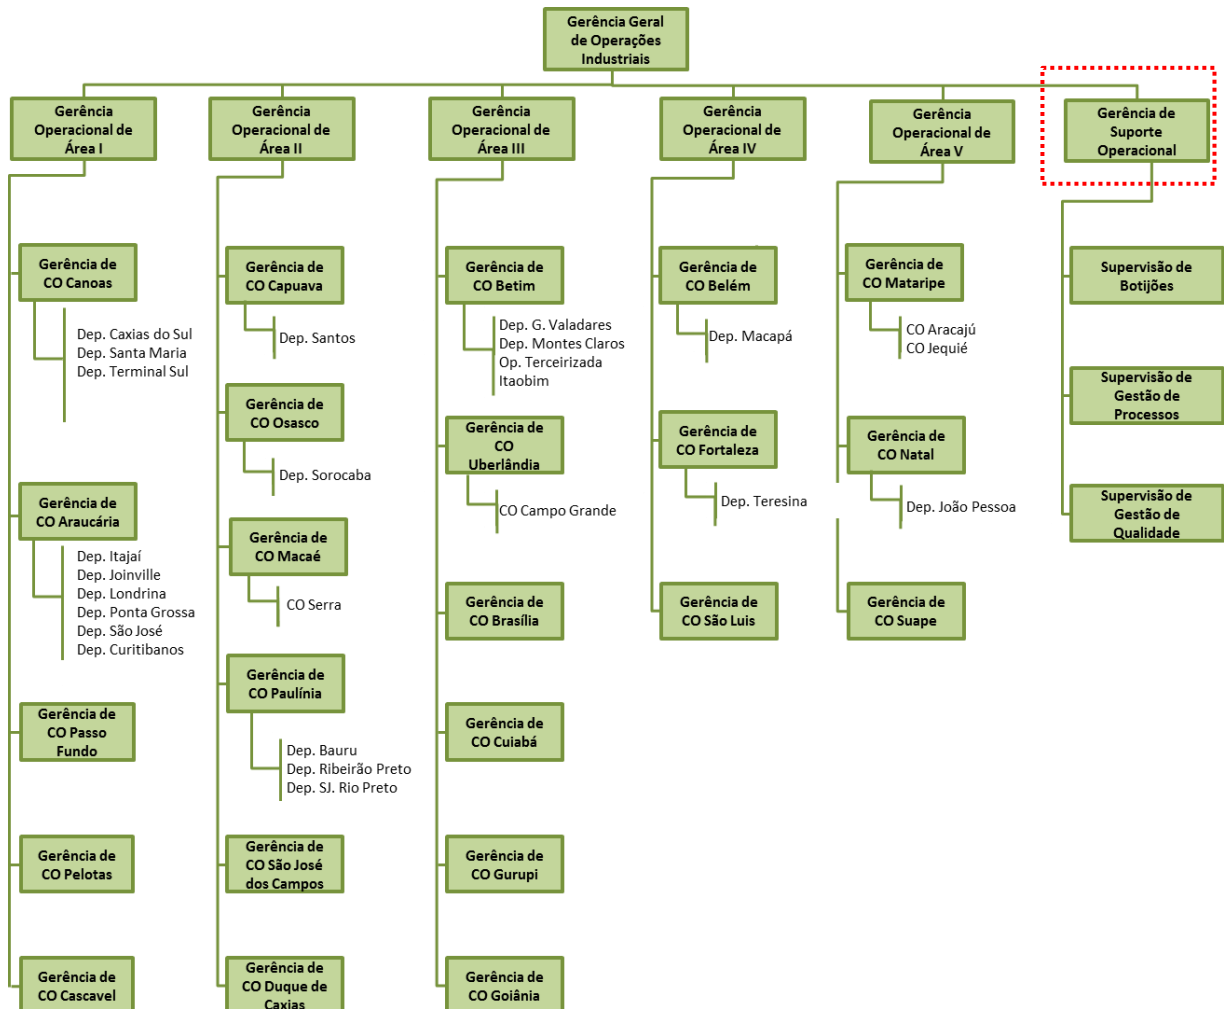 Gerência Geral
de Operações
Industriais
Gerência
Operacional de
Área I
Gerência
Operacional de
Área II
Gerência
Operacional de
Área III
Gerência
Operacional de
Área IV
Gerência
Operacional de
Área V
Gerência de
Suporte
Operacional
Gerência de
CO Canoas
Dep. Caxias do Sul
Dep. Santa Maria
Dep. Terminal Sul
Gerência de
CO Araucária
Dep. Itajaí
Dep. Joinville
Dep. Londrina
Dep. Ponta Grossa
Dep. São José
Dep. Curitibanos
Gerência de
CO Passo
Fundo
Gerência de
CO Pelotas
Gerência de
CO Cascavel
Gerência de
CO Capuava
Dep. Santos
Gerência de
CO Osasco
Dep. Sorocaba
Gerência de
CO Macaé
CO Serra
Gerência de
CO Paulínia
Dep. Bauru
Dep. Ribeirão Preto
Dep. SJ. Rio Preto
Gerência de
CO São José
dos Campos
Gerência de
CO Duque de
Caxias
Gerência de
CO Betim
Dep. G. Valadares
Dep. Montes Claros
Op. Terceirizada
Itaobim
Gerência de
CO
Uberlândia
CO Campo Grande
Gerência de
CO Brasília
Gerência de
CO Cuiabá
Gerência de
CO Gurupi
Gerência de
CO Goiânia
Gerência de
CO Belém
Dep. Macapá
Gerência de
CO Fortaleza
Dep. Teresina
Gerência de
CO São Luis
Gerência de
CO Mataripe
CO Aracajú
CO Jequié
Gerência de
CO Natal
Dep. João Pessoa
Gerência de
CO Suape
Supervisão de
Botijões
Supervisão de
Gestão de
Processos
Supervisão de
Gestão de
Qualidade